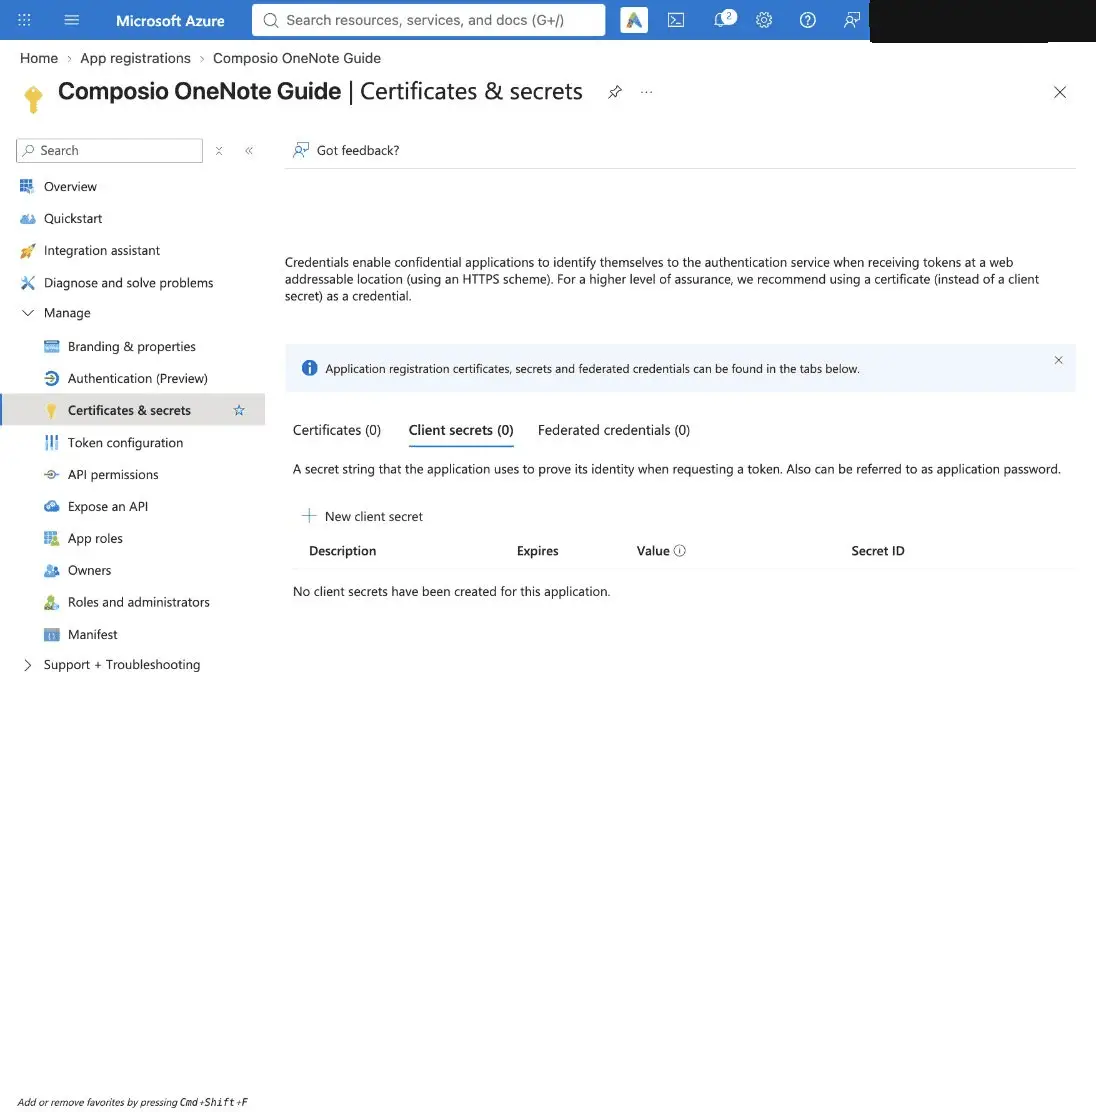 Microsoft Azure
Search resources, services, and docs (G+/)
2
Home › App registrations › Composio OneNote Guide
Composio OneNote Guide | Certificates & secrets
Search
Got feedback?
Overview
Quickstart
Integration assistant
Diagnose and solve problems
Manage
Branding & properties
Authentication (Preview)
Certificates & secrets
Token configuration
API permissions
Expose an API
App roles
Owners
Roles and administrators
Manifest
Support + Troubleshooting
Credentials enable confidential applications to identify themselves to the authentication service when receiving tokens at a web
addressable location (using an HTTPS scheme). For a higher level of assurance, we recommend using a certificate (instead of a client
secret) as a credential.
Application registration certificates, secrets and federated credentials can be found in the tabs below.
Certificates (0) Client secrets (0) Federated credentials (0)
A secret string that the application uses to prove its identity when requesting a token. Also can be referred to as application password.
New client secret
Description Expires Value Secret ID
No client secrets have been created for this application.
Add or remove favorites by pressing Cmd+Shift+F